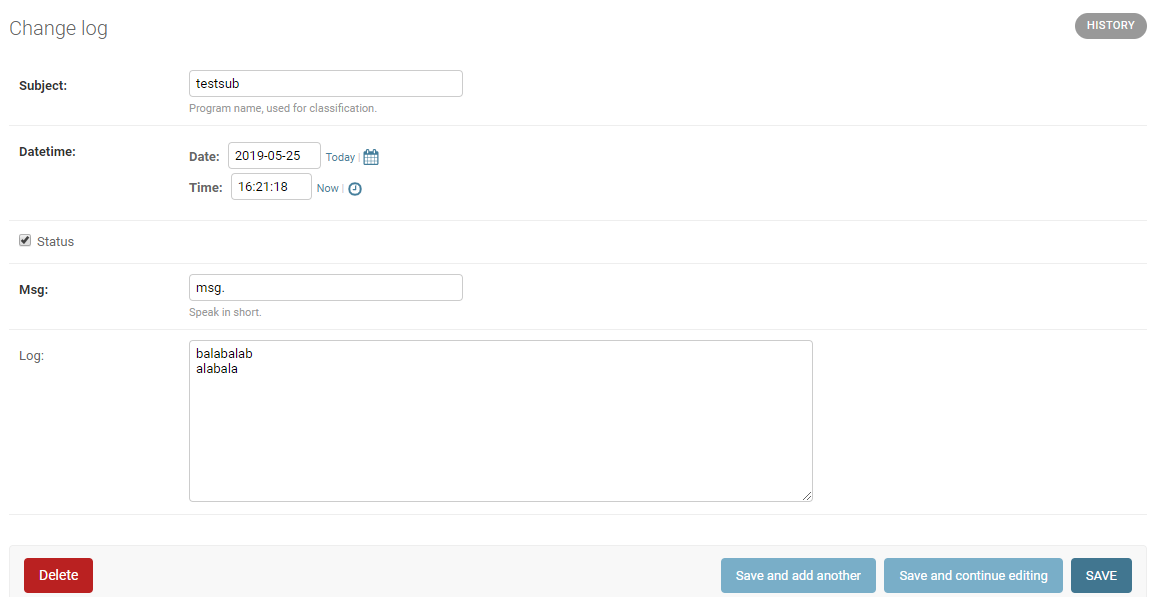 Change log
HISTORY
Subject:
testsub
Program name, used for classification.
Datetime:
Date: 2019-05-25 Today |
Time: 16:21:18 Now |
Status
Msg:
msg.
Speak in short.
Log:
balabalab
alabala
Delete
Save and add another
Save and continue editing
SAVE